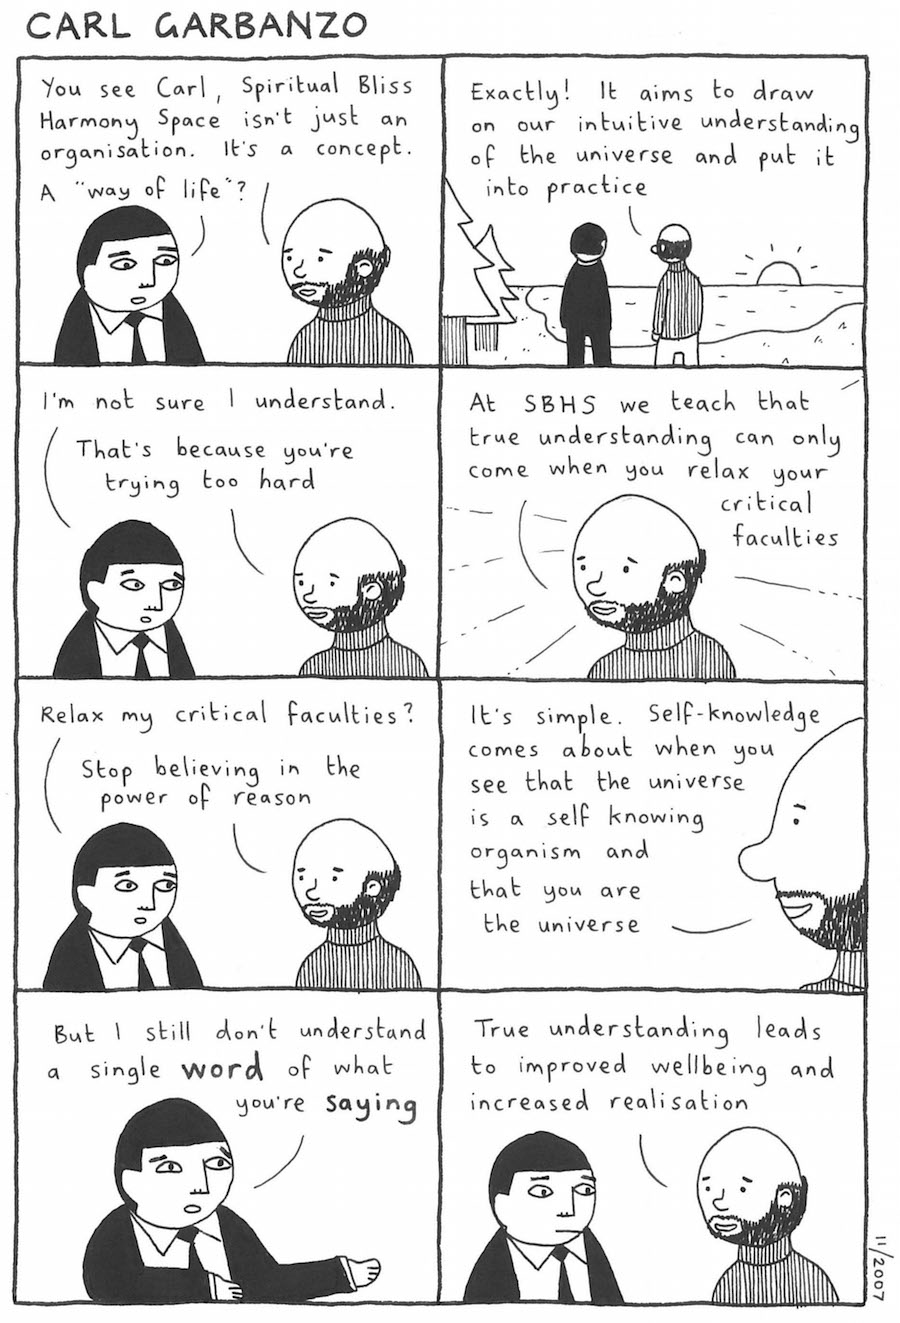 CARL GARBANZO
You see Carl, Spiritual Bliss
Harmony Space isn't just an
organisation. It's a concept.
A "way of life"?
Exactly! It aims to draw
on our intuitive understanding
of the universe and put it
into practice
I'm not sure I understand.
That's because you're
trying too hard
At SBHS we teach that
true understanding can only
come when you relax your
critical
faculties
Relax my critical faculties?
Stop believing in the
power of reason
It's simple. Self-knowledge
comes about when you
see that the universe
is a self knowing
organism and
that you are
the universe
But I still don't understand
a single word of what
you're saying
True understanding leads
to improved wellbeing and
increased realisation
11/2007